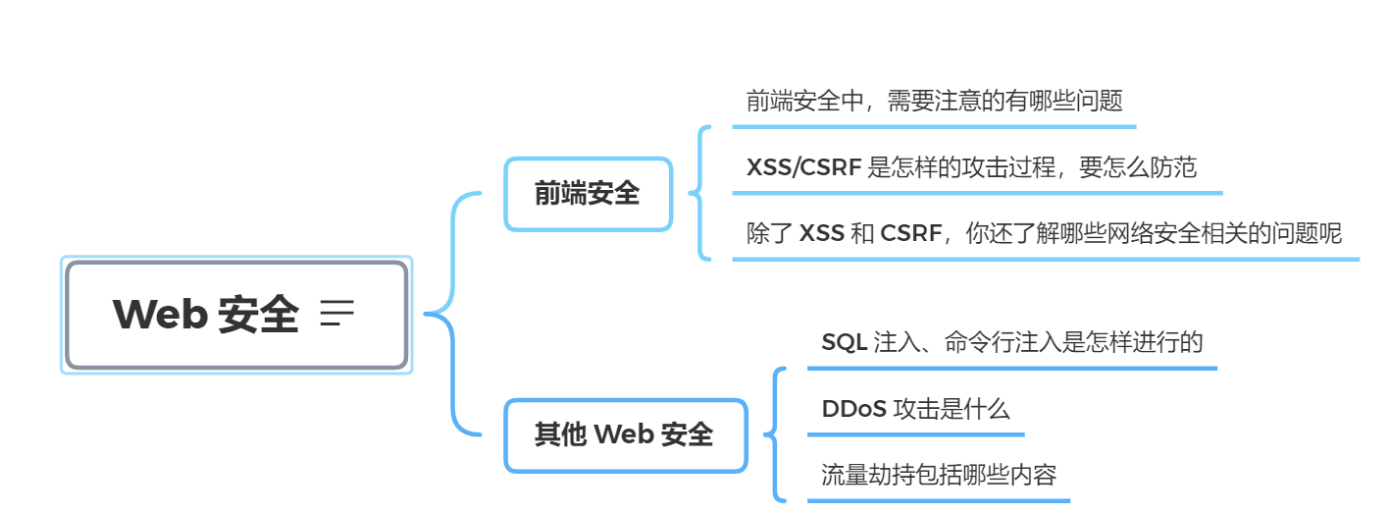 Web 安全
前端安全
前端安全中，需要注意的有哪些问题
XSS/CSRF 是怎样的攻击过程，要怎么防范
除了 XSS 和 CSRF，你还了解哪些网络安全相关的问题呢
其他 Web 安全
SQL 注入、命令行注入是怎样进行的
DDoS 攻击是什么
流量劫持包括哪些内容